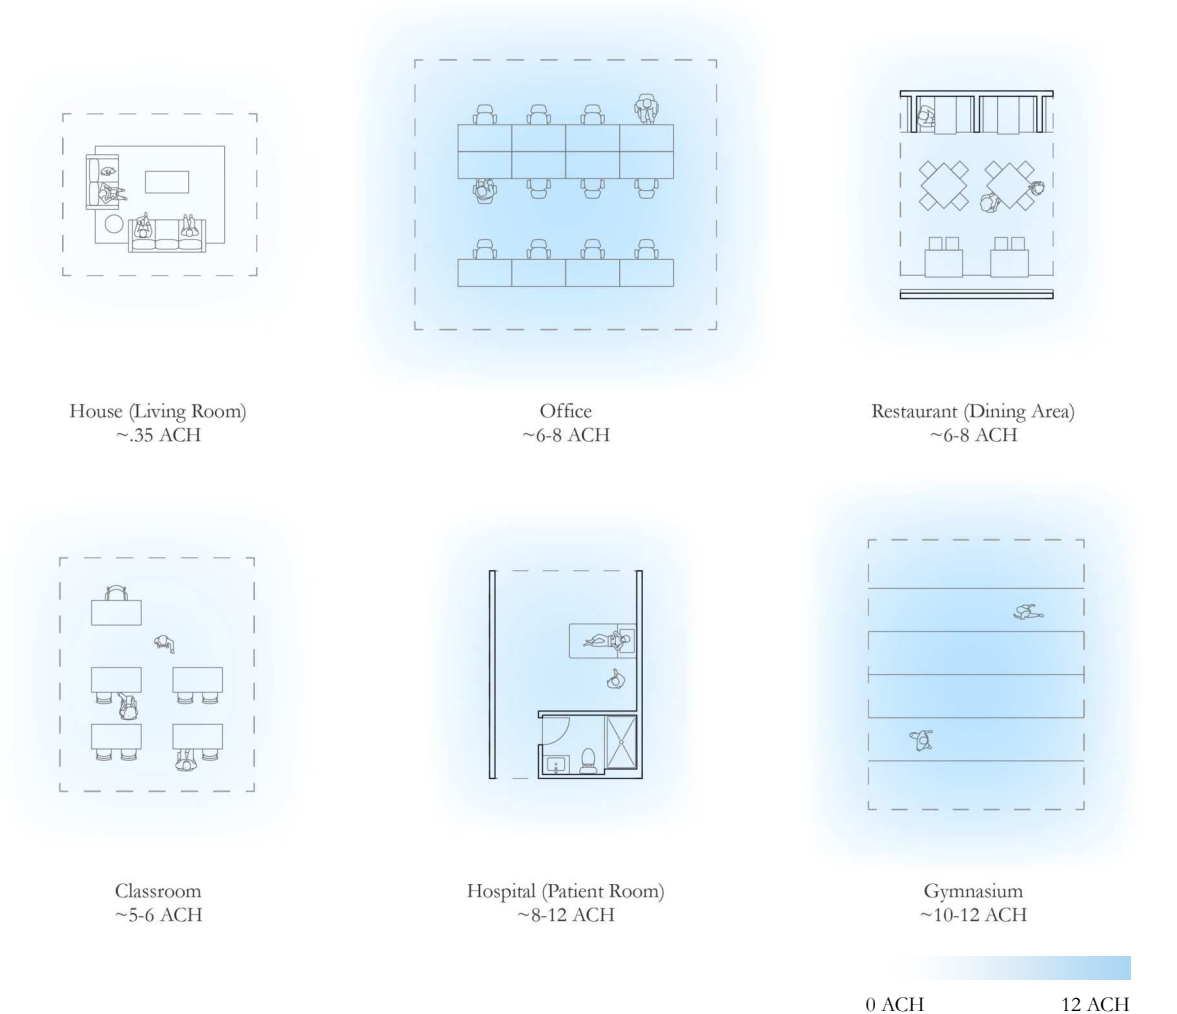 House (Living Room)
~.35 ACH
Office
~6-8 ACH
Restaurant (Dining Area)
~6-8 ACH
Classroom
~5-6 ACH
Hospital (Patient Room)
~8-12 ACH
Gymnasium
~10-12 ACH
0 ACH
12 ACH